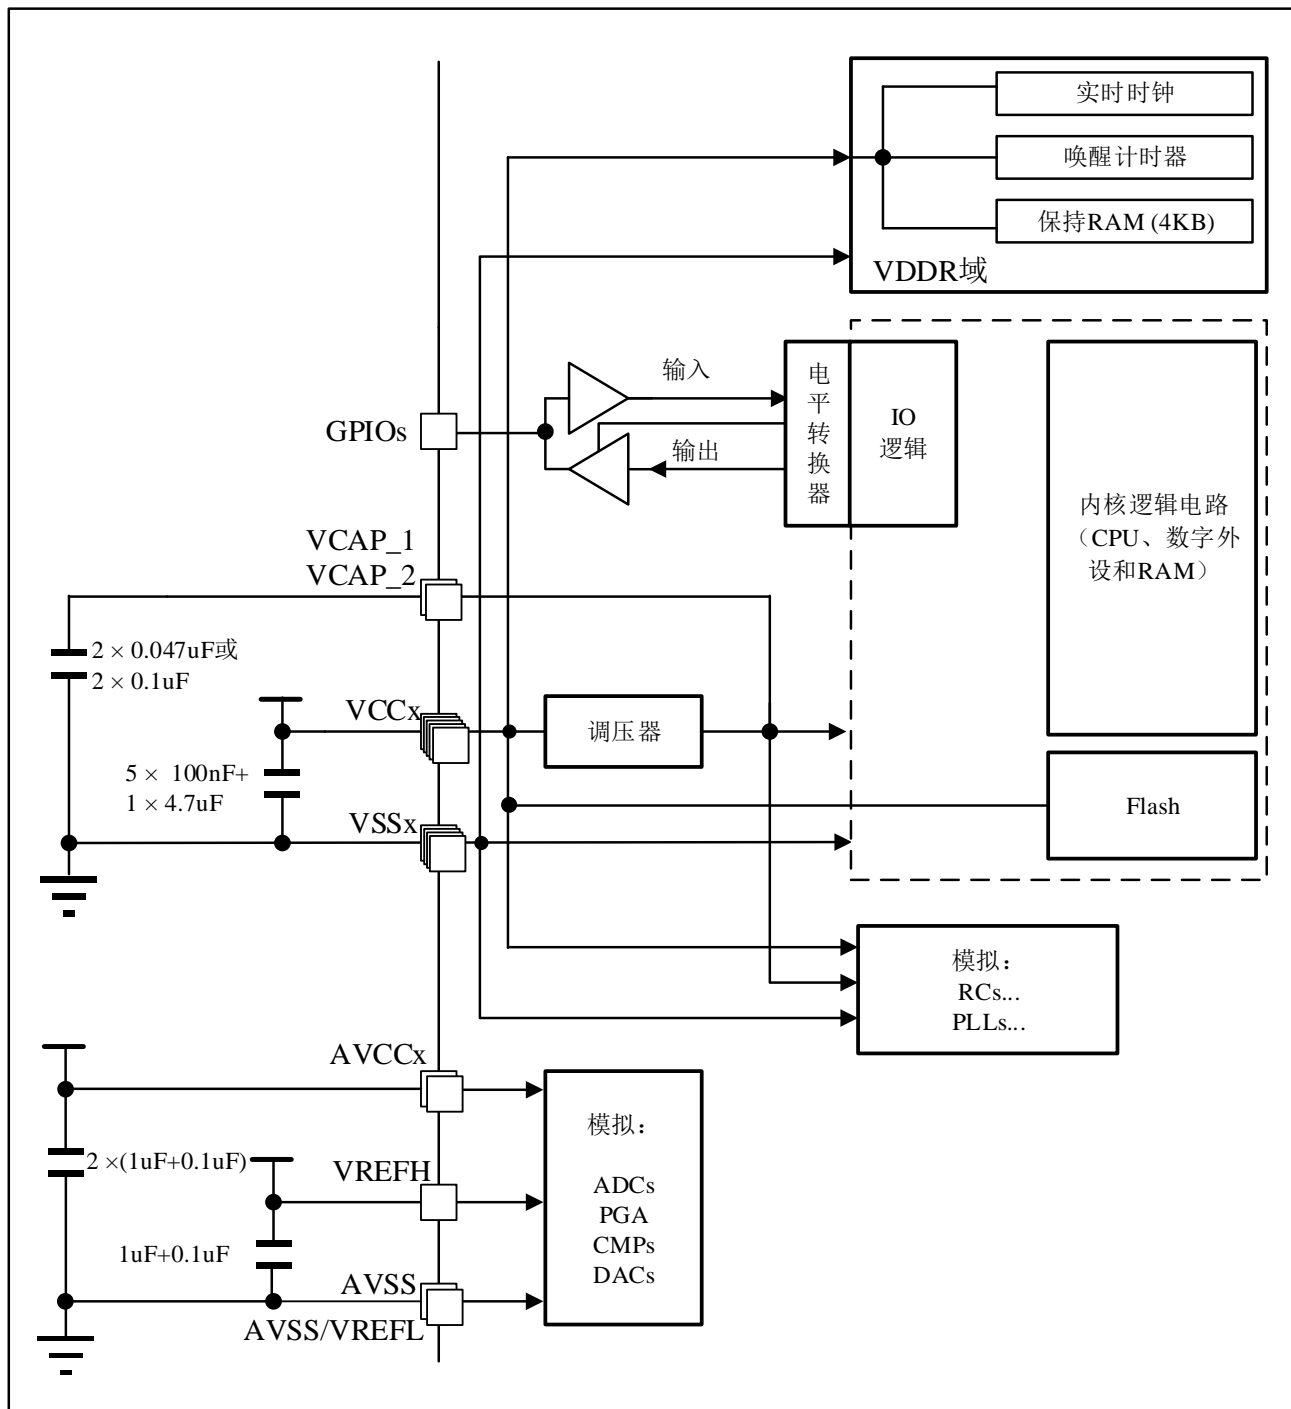 实时时钟
唤醒计时器
保持RAM (4KB)
VDDR域
输入
电平转换器
IO
逻辑
GPIOs
输出
内核逻辑电路
（CPU、数字外
设和RAM）
VCAP_1
VCAP_2
2 × 0.047uF或
2 × 0.1uF
VCCx
调压器
5 × 100nF+
1 × 4.7uF
VSSx
Flash
模拟：
RCs...
PLLs...
AVCCx
模拟：
2 ×(1uF+0.1uF)
VREFH
ADCs
PGA
CMPs
DACs
1uF+0.1uF
AVSS
AVSS/VREFL